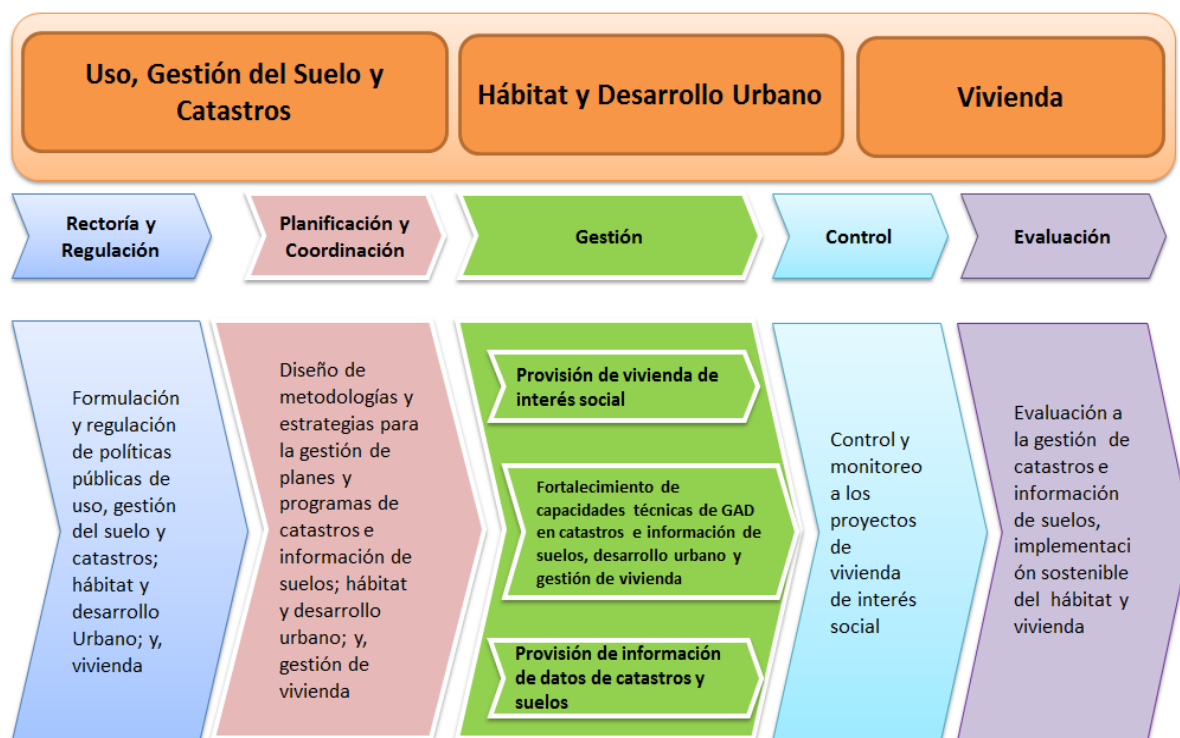 Uso, Gestión del Suelo y
Catastros
Hábitat y Desarrollo Urbano
Vivienda
Rectoría y
Regulación
Planificación y
Coordinación
Gestión
Control
Evaluación
Formulación
y regulación
de políticas
públicas de
uso, gestión
del suelo y
catastros;
hábitat y
desarrollo
Urbano; y,
vivienda
Diseño de
metodologías y
estrategias para
la gestión de
planes y
programas de
catastros e
información de
suelos; hábitat
y desarrollo
urbano; y,
gestión de
vivienda
Provisión de vivienda de
interés social
Fortalecimiento de
capacidades técnicas de GAD
en catastros e información de
suelos, desarrollo urbano y
gestión de vivienda
Provisión de información
de datos de catastros y
suelos
Control y
monitoreo
a los
proyectos
de
vivienda
de interés
social
Evaluación a
la gestión de
catastros e
información
de suelos,
implementaci
ón sostenible
del hábitat y
vivienda